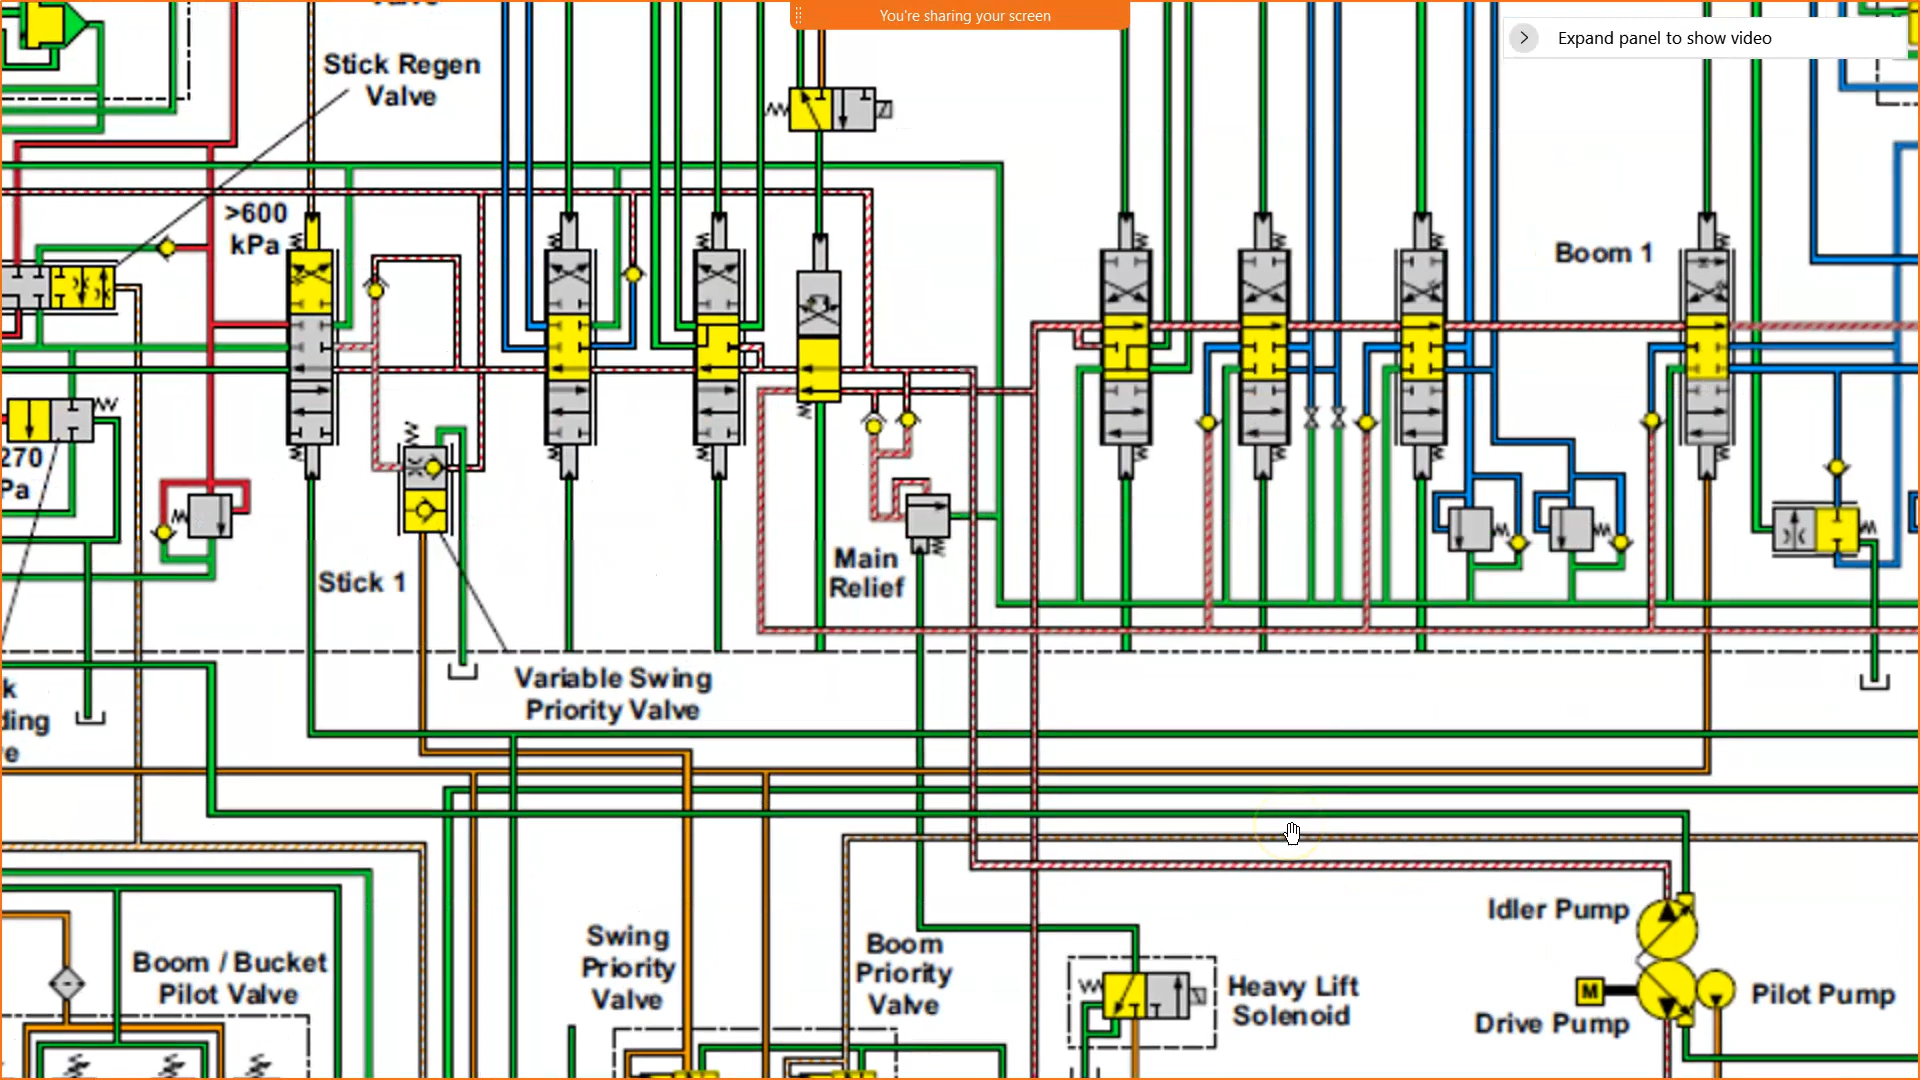 You're sharing your screen
Expand panel to show video
Valve
Stick Regen
Valve
>600
kPa
Boom 1
270
Pa
Stick 1
Main
Relief
Variable Swing
Priority Valve
k
ding
e
Idler Pump
Swing
Priority
Valve
Boom
Priority
Valve
Boom / Bucket
Pilot Valve
Heavy Lift
Solenoid
M
Pilot Pump
Drive Pump